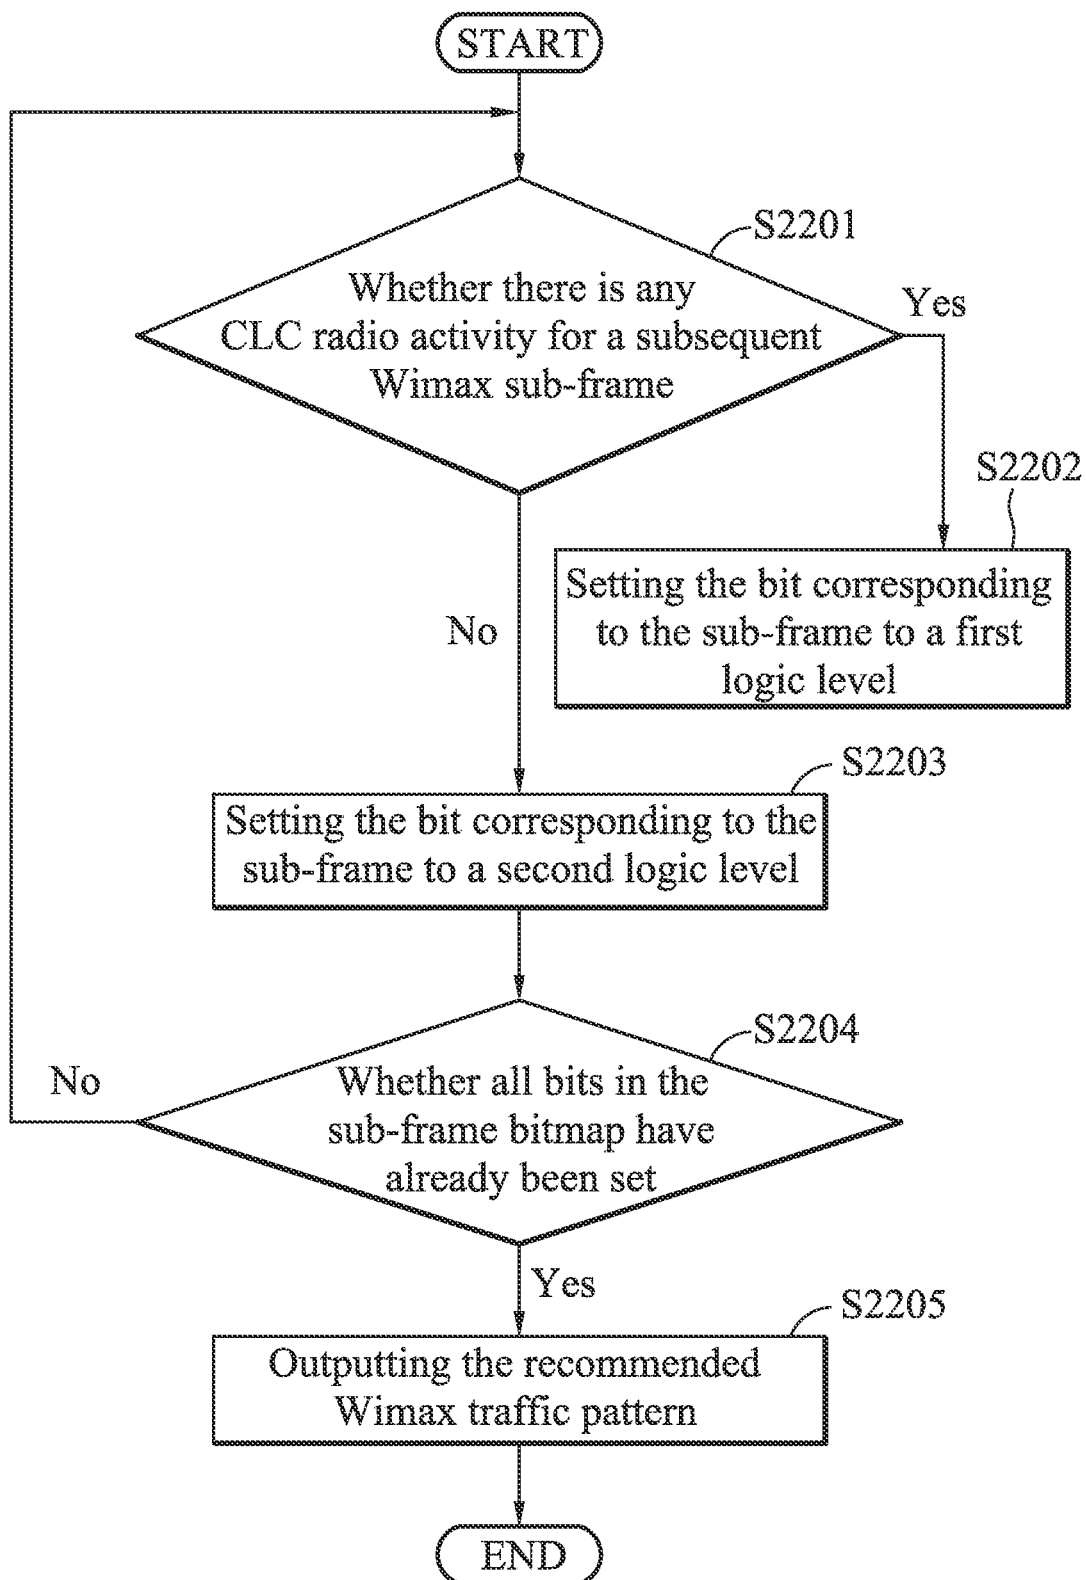 START
S2201
Whether there is any
CLC radio activity for a subsequent
Wimax sub-frame
Yes
S2202
Setting the bit corresponding
to the sub-frame to a first
logic level
No
S2203
Setting the bit corresponding to the
sub-frame to a second logic level
S2204
No
Whether all bits in the
sub-frame bitmap have
already been set
Yes
S2205
Outputting the recommended
Wimax traffic pattern
END